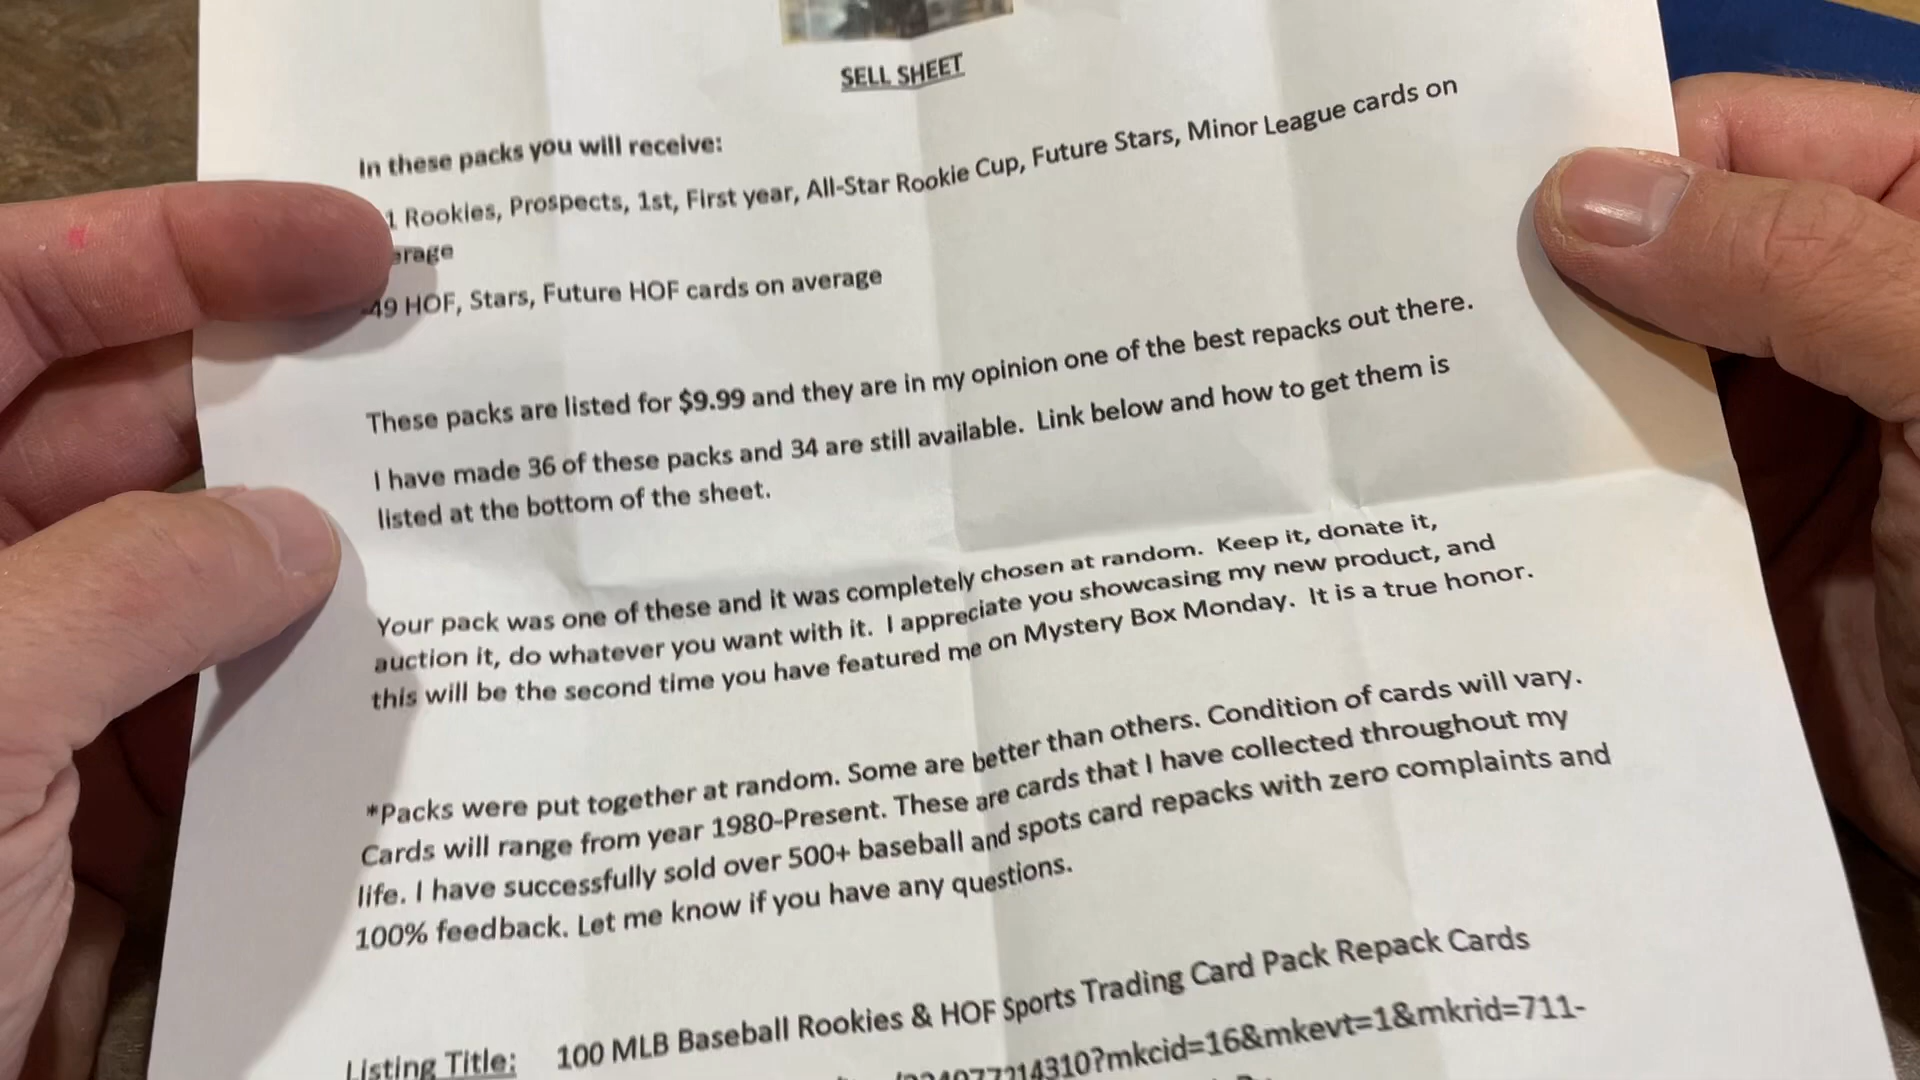 SELL SHEET
In these packs you will receive:
1 Rookies, Prospects, 1st, First year, All-Star Rookie Cup, Future Stars, Minor League cards on
erage
-49 HOF, Stars, Future HOF cards on average
These packs are listed for $9.99 and they are in my opinion one of the best repacks out there.
I have made 36 of these packs and 34 are still available. Link below and how to get them is
listed at the bottom of the sheet.
Your pack was one of these and it was completely chosen at random. Keep it, donate it,
auction it, do whatever you want with it. I appreciate you showcasing my new product, and
this will be the second time you have featured me on Mystery Box Monday. It is a true honor.
*Packs were put together at random. Some are better than others. Condition of cards will vary.
Cards will range from year 1980-Present. These are cards that I have collected throughout my
life. I have successfully sold over 500+ baseball and spots card repacks with zero complaints and
100% feedback. Let me know if you have any questions.
Listing Title: 100 MLB Baseball Rookies & HOF Sports Trading Card Pack Repack Cards
14310?mkcid=16&mkevt=1&mkrid=711-